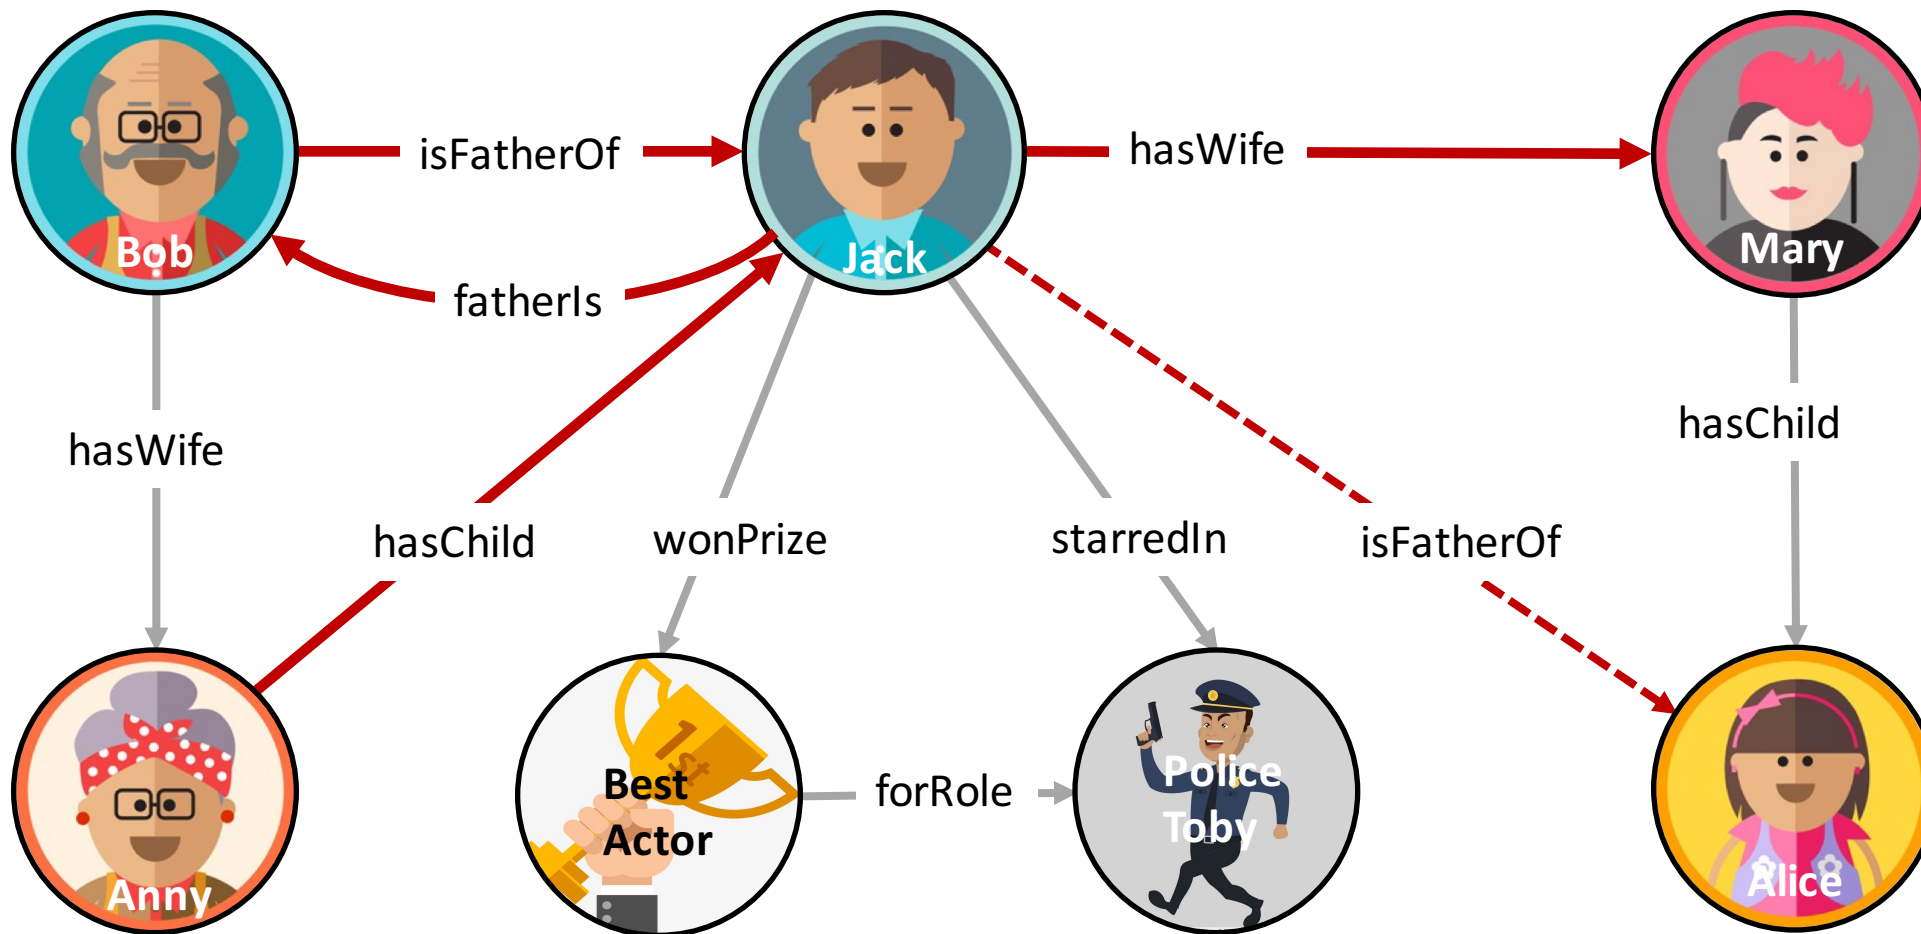 isFatherOf
hasWife
Bob
Jack
Mary
fatherIs
hasWife
hasChild
hasChild
wonPrize
starredIn
isFatherOf
1st
Best
Actor
forRole
Police
Toby
Anny
Alice